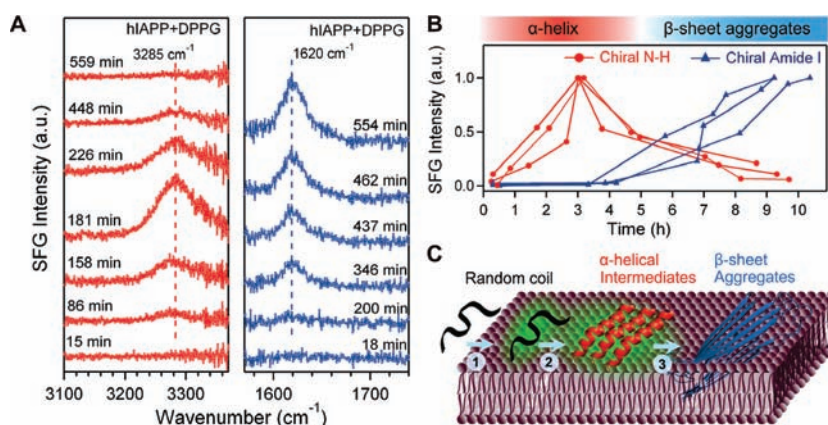 A
hIAPP+DPPG
3285 cm⁻¹
559 min
448 min
226 min
181 min
158 min
86 min
15 min
SFG Intensity (a.u.)
3100 3200 3300
hIAPP+DPPG
1620 cm⁻¹
554 min
462 min
437 min
346 min
200 min
18 min
1600 1700
Wavenumber (cm⁻¹)
B
α-helix β-sheet aggregates
Chiral N-H Chiral Amide I
SFG Intensity (a.u.)
1.0
0.5
0.0
0 1 2 3 4 5 6 7 8 9 10
Time (h)
C
Random coil
α-helical
Intermediates
β-sheet
Aggregates
1
2
3